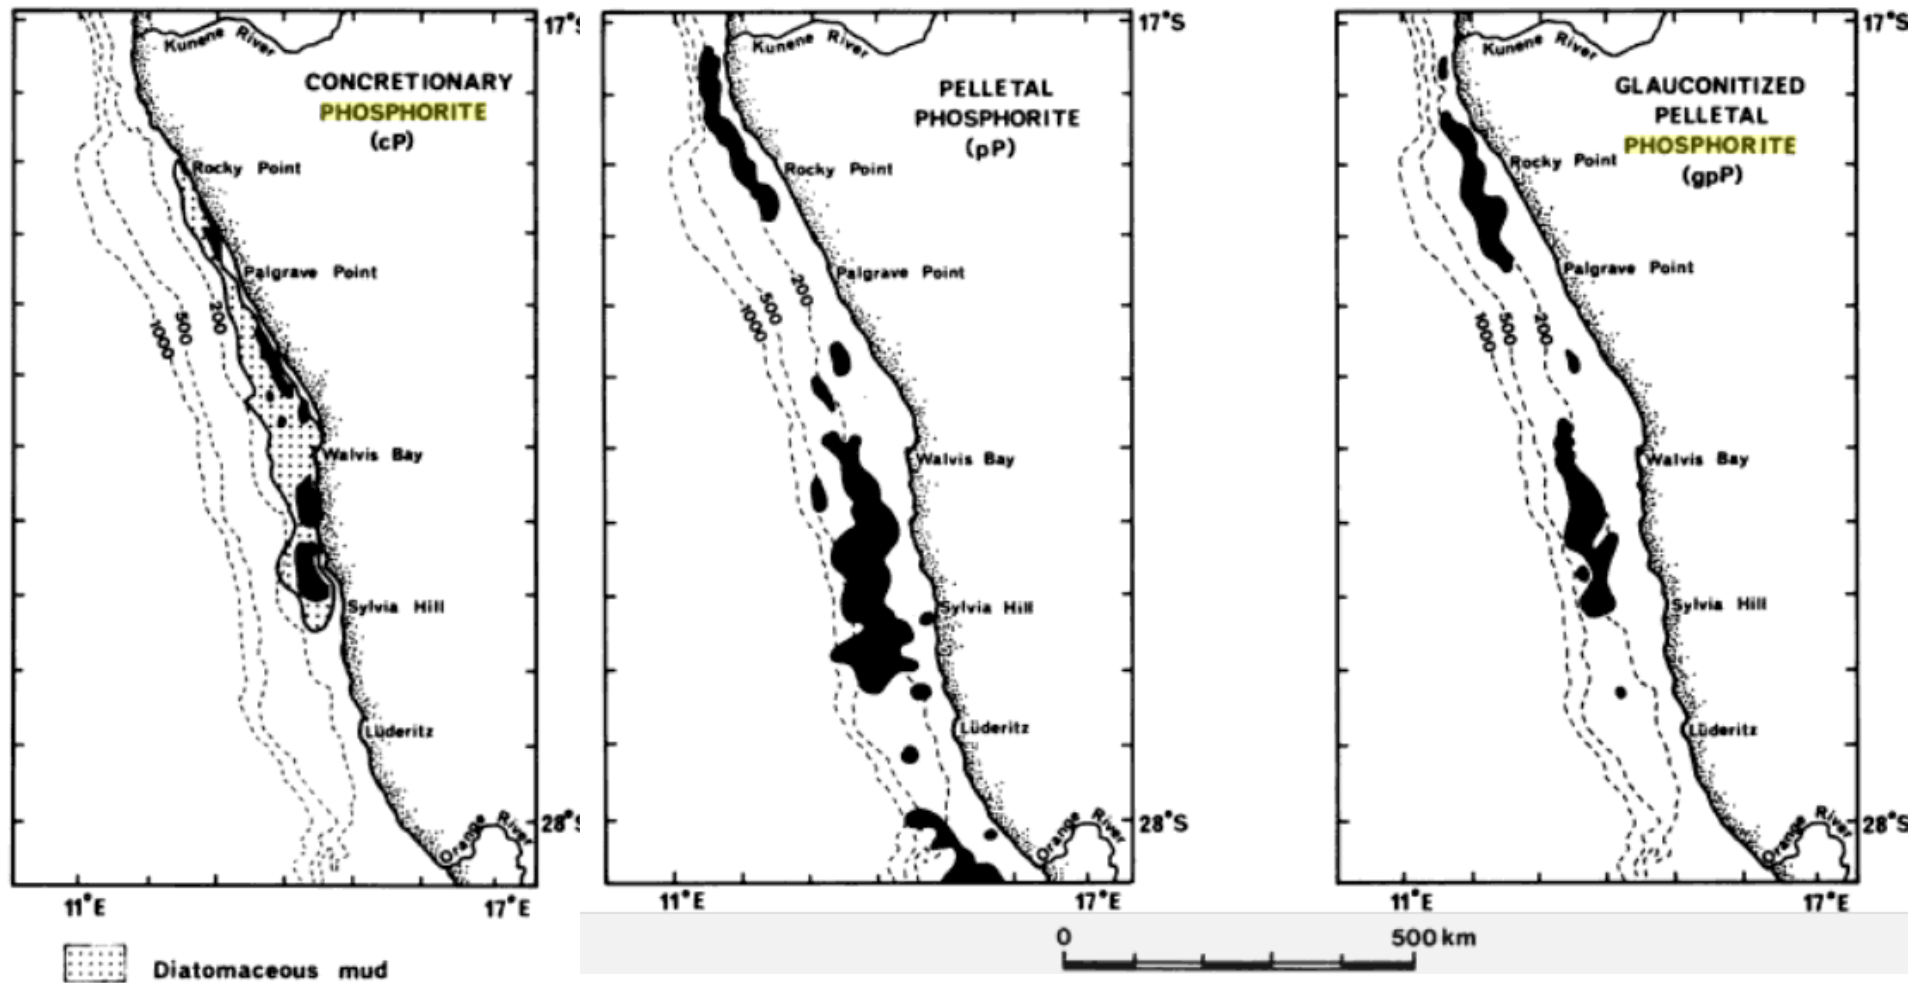 17°S
Kunene River
CONCRETIONARY
PHOSPHORITE
(cP)
Rocky Point
Palgrave Point
200
500
1000
Walvis Bay
Sylvia Hill
Lüderitz
Orange River
28°S
11°E
17°E
Diatomaceous mud
17°S
Kunene River
PELLETAL
PHOSPHORITE
(pP)
Rocky Point
Palgrave Point
200
500
1000
Walvis Bay
Sylvia Hill
Lüderitz
Orange River
28°S
11°E
17°E
17°S
Kunene River
GLAUCONITIZED
PELLETAL
PHOSPHORITE
(gpP)
Rocky Point
Palgrave Point
200
500
1000
Walvis Bay
Sylvia Hill
Lüderitz
Orange River
28°S
11°E
17°E
0
500 km